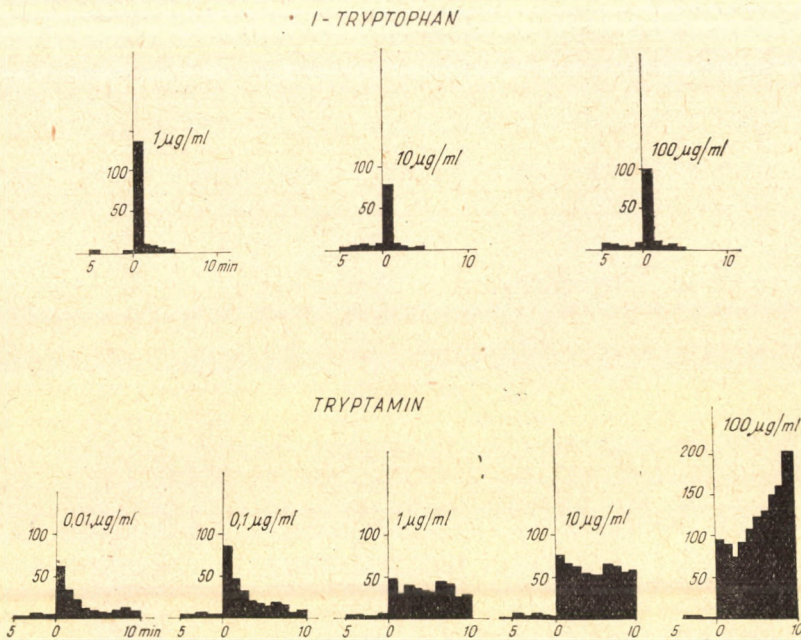 l-TRYPTOPHAN
1 µg/ml
100
50
5 0 10 min
10 µg/ml
100
50
5 0 10
100 µg/ml
100
50
5 0 10
TRYPTAMIN
0,01 µg/ml
100
50
5 0 10 min
0,1 µg/ml
100
50
5 0 10
1 µg/ml
100
50
5 0 10
10 µg/ml
100
50
5 0 10
100 µg/ml
200
150
100
50
5 0 10